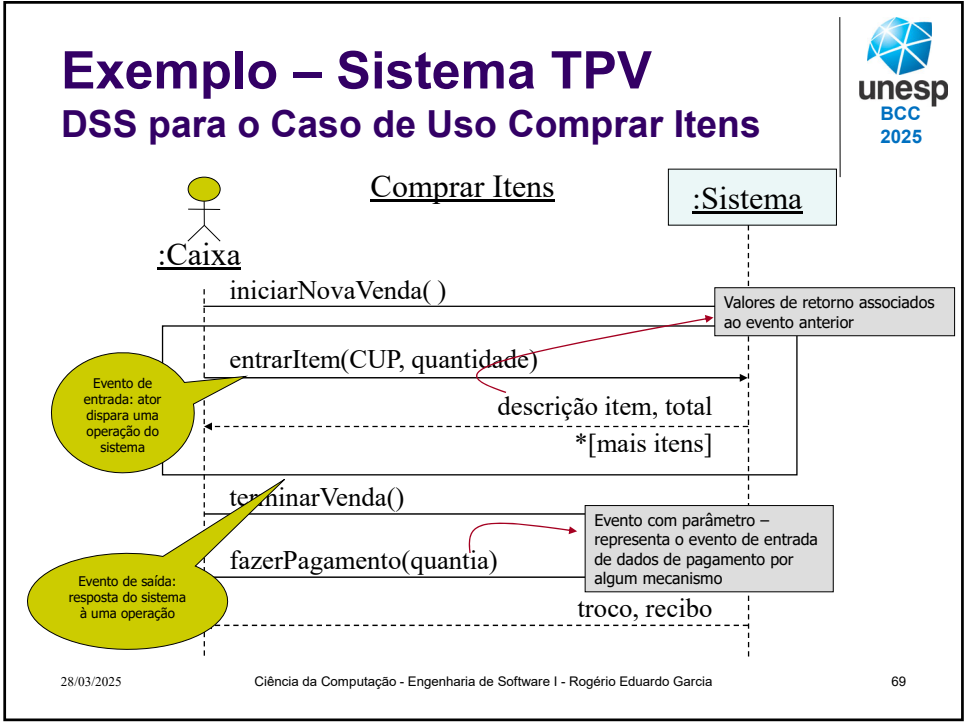 Exemplo – Sistema TPV
DSS para o Caso de Uso Comprar Itens
unesp
BCC
2025
Comprar Itens
:Sistema
:Caixa
iniciarNovaVenda( )
Valores de retorno associados
ao evento anterior
entrarItem(CUP, quantidade)
Evento de
entrada: ator
dispara uma
operação do
sistema
descrição item, total
*[mais itens]
terminarVenda()
Evento com parâmetro –
representa o evento de entrada
de dados de pagamento por
algum mecanismo
fazerPagamento(quantia)
Evento de saída:
resposta do sistema
à uma operação
troco, recibo
28/03/2025
Ciência da Computação - Engenharia de Software I - Rogério Eduardo Garcia
69